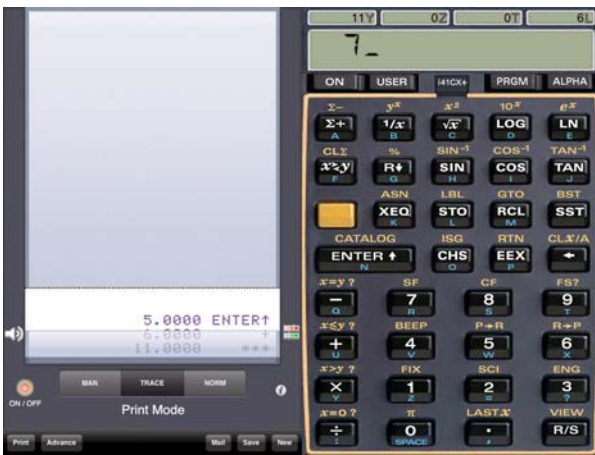 11Y 0Z 0T 6L
7_
ON USER I41CX+ PRGM ALPHA
Σ− yˣ x² 10ˣ eˣ
Σ+ 1/x √x LOG LN
A B C D E
CLΣ % SIN⁻¹ COS⁻¹ TAN⁻¹
x≷y R↓ SIN COS TAN
F G H I J
ASN LBL GTO BST
XEQ STO RCL SST
K L M
CATALOG ISG RTN CLX/A
ENTER ↑ CHS EEX ←
N O P
x=y ? SF CF FS?
− 7 8 9
Q R S T
x≤y ? BEEP P→R R→P
+ 4 5 6
U V W X
x>y ? FIX SCI ENG
× 1 2 3
Y Z = ?
x=0 ? π LASTX VIEW
÷ 0 . R/S
: SPACE ,
5.0000 ENTER↑
6.0000 +
11.0000 ***
MAN TRACE NORM
i
ON / OFF
Print Mode
Print Advance Mail Save New